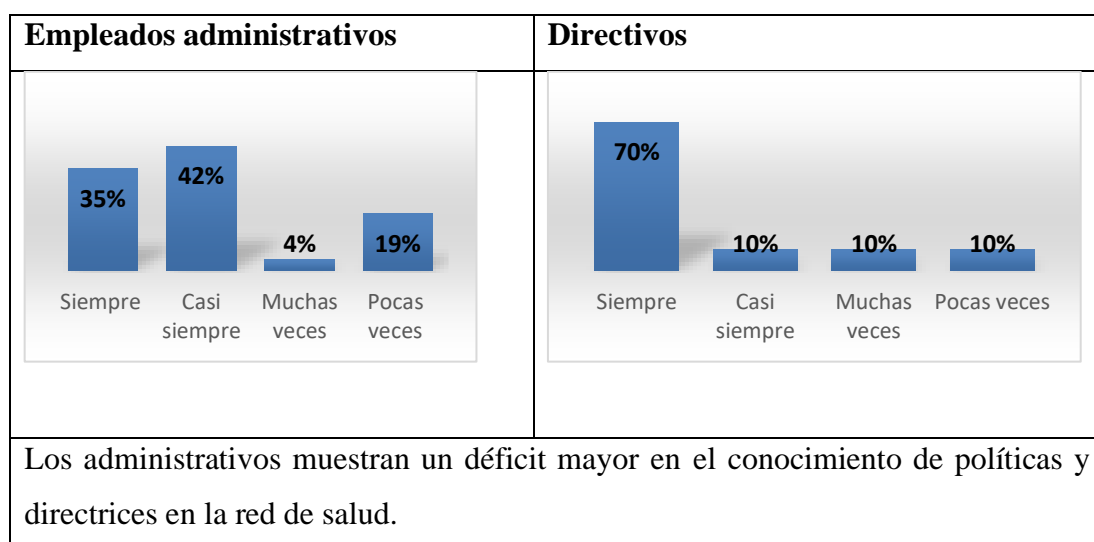 Empleados administrativos
Directivos
35%
42%
4%
19%
Siempre
Casi
siempre
Muchas
veces
Pocas
veces
70%
10%
10%
10%
Siempre
Casi
siempre
Muchas
veces
Pocas veces
Los administrativos muestran un déficit mayor en el conocimiento de políticas y
directrices en la red de salud.